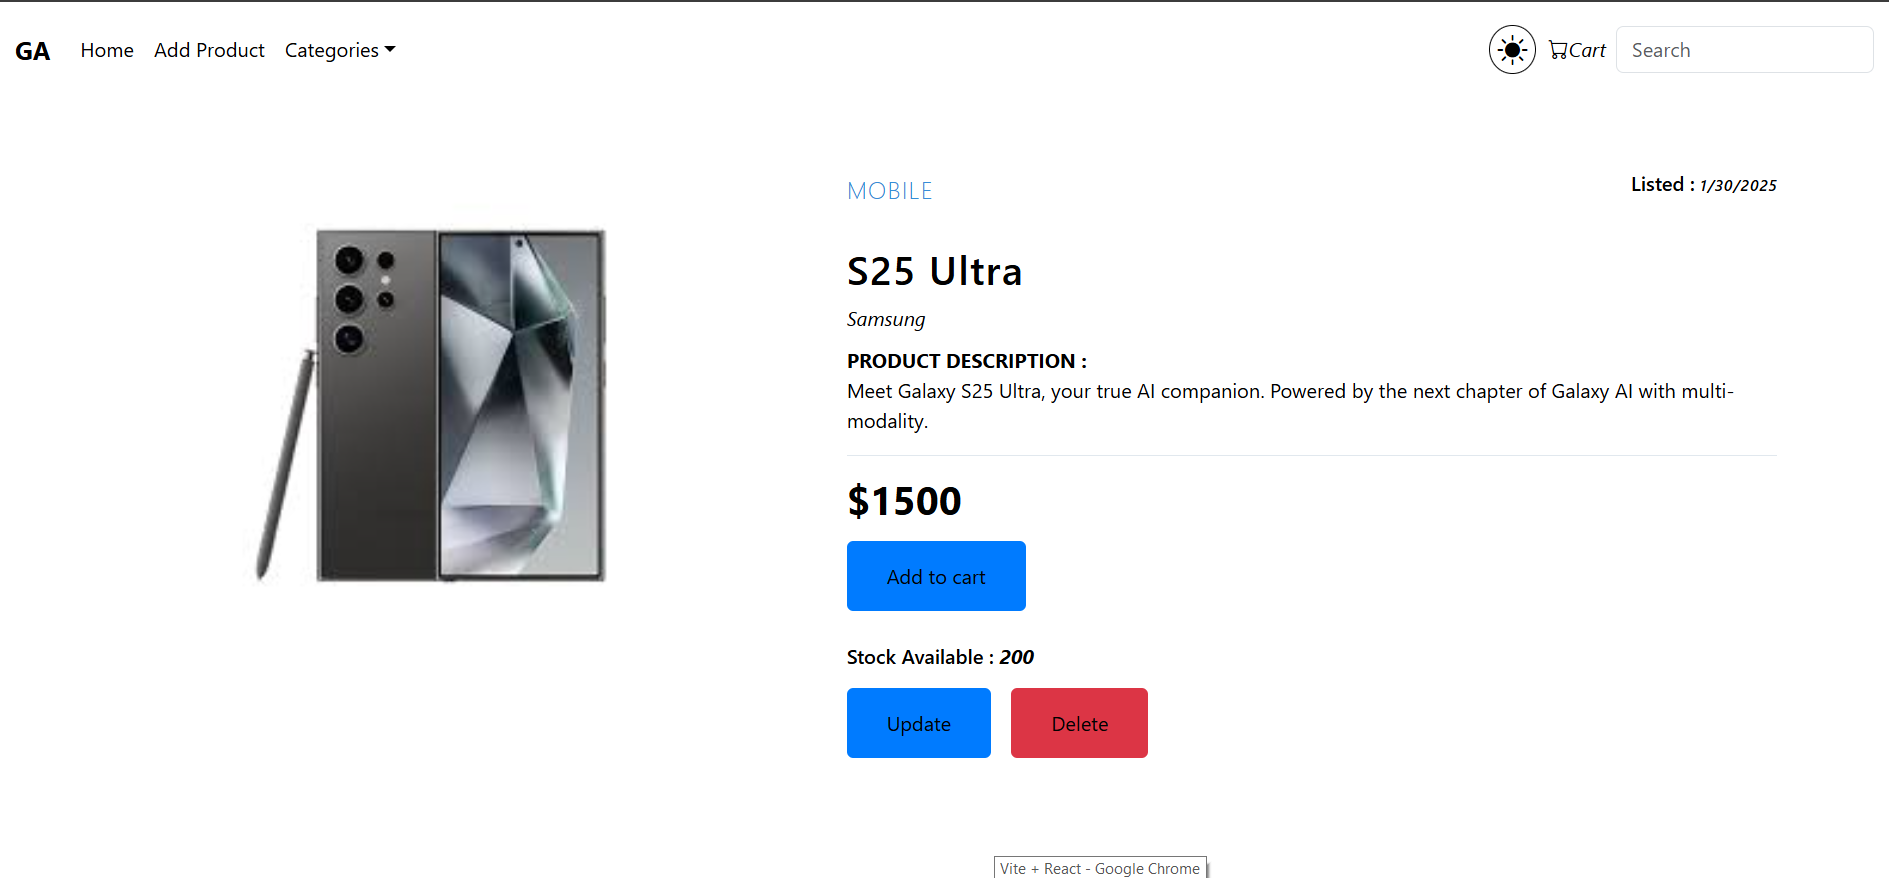 GA Home Add Product Categories Cart Search
MOBILE
Listed : 1/30/2025
S25 Ultra
Samsung
PRODUCT DESCRIPTION :
Meet Galaxy S25 Ultra, your true AI companion. Powered by the next chapter of Galaxy AI with multi-
modality.
$1500
Add to cart
Stock Available : 200
Update Delete
Vite + React - Google Chrome